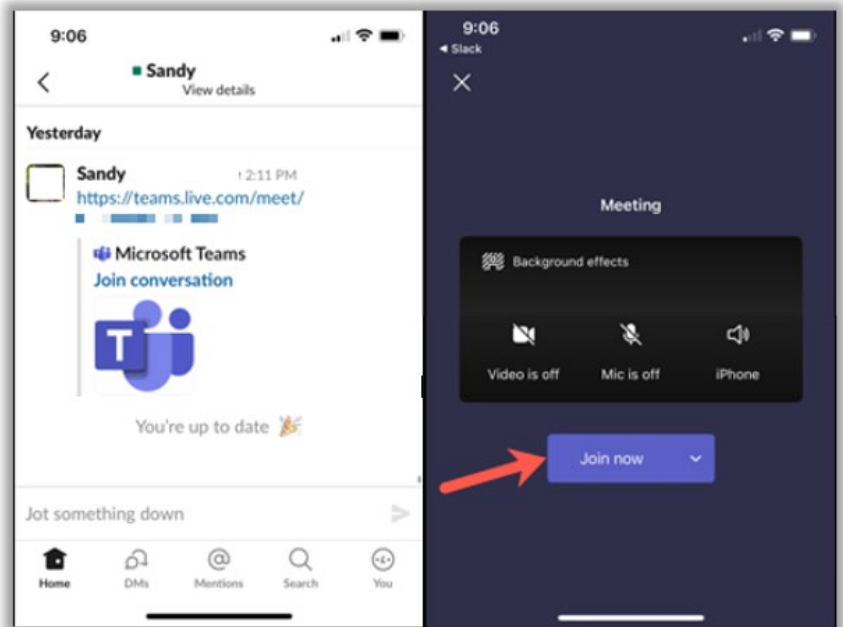 9:06
Sandy
View details
Yesterday
Sandy
↑ 2:11 PM
https://teams.live.com/meet/
Microsoft Teams
Join conversation
T
You're up to date 🎉
Jot something down
Home
DMs
Mentions
Search
You
9:06
◂ Slack
Meeting
Background effects
Video is off
Mic is off
iPhone
Join now